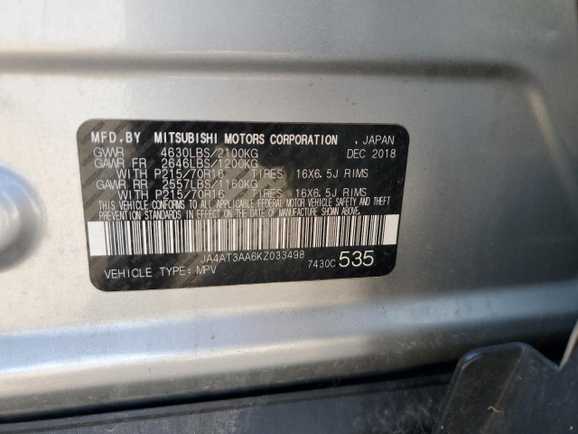 MFD.BY MITSUBISHI MOTORS CORPORATION , JAPAN
GVWR 4630LBS/2100KG DEC 2018
GAWR FR 2646LBS/1200KG
WITH P215/70R16 TIRES 16X6.5J RIMS
GAWR RR 2557LBS/1160KG
WITH P215/70R16 TIRES 16X6.5J RIMS
THIS VEHICLE CONFORMS TO ALL APPLICABLE FEDERAL MOTOR VEHICLE SAFETY AND THEFT
PREVENTION STANDARDS IN EFFECT ON THE DATE OF MANUFACTURE SHOWN ABOVE.
JA4AT3AA6KZ033498
VEHICLE TYPE: MPV 7430C 535